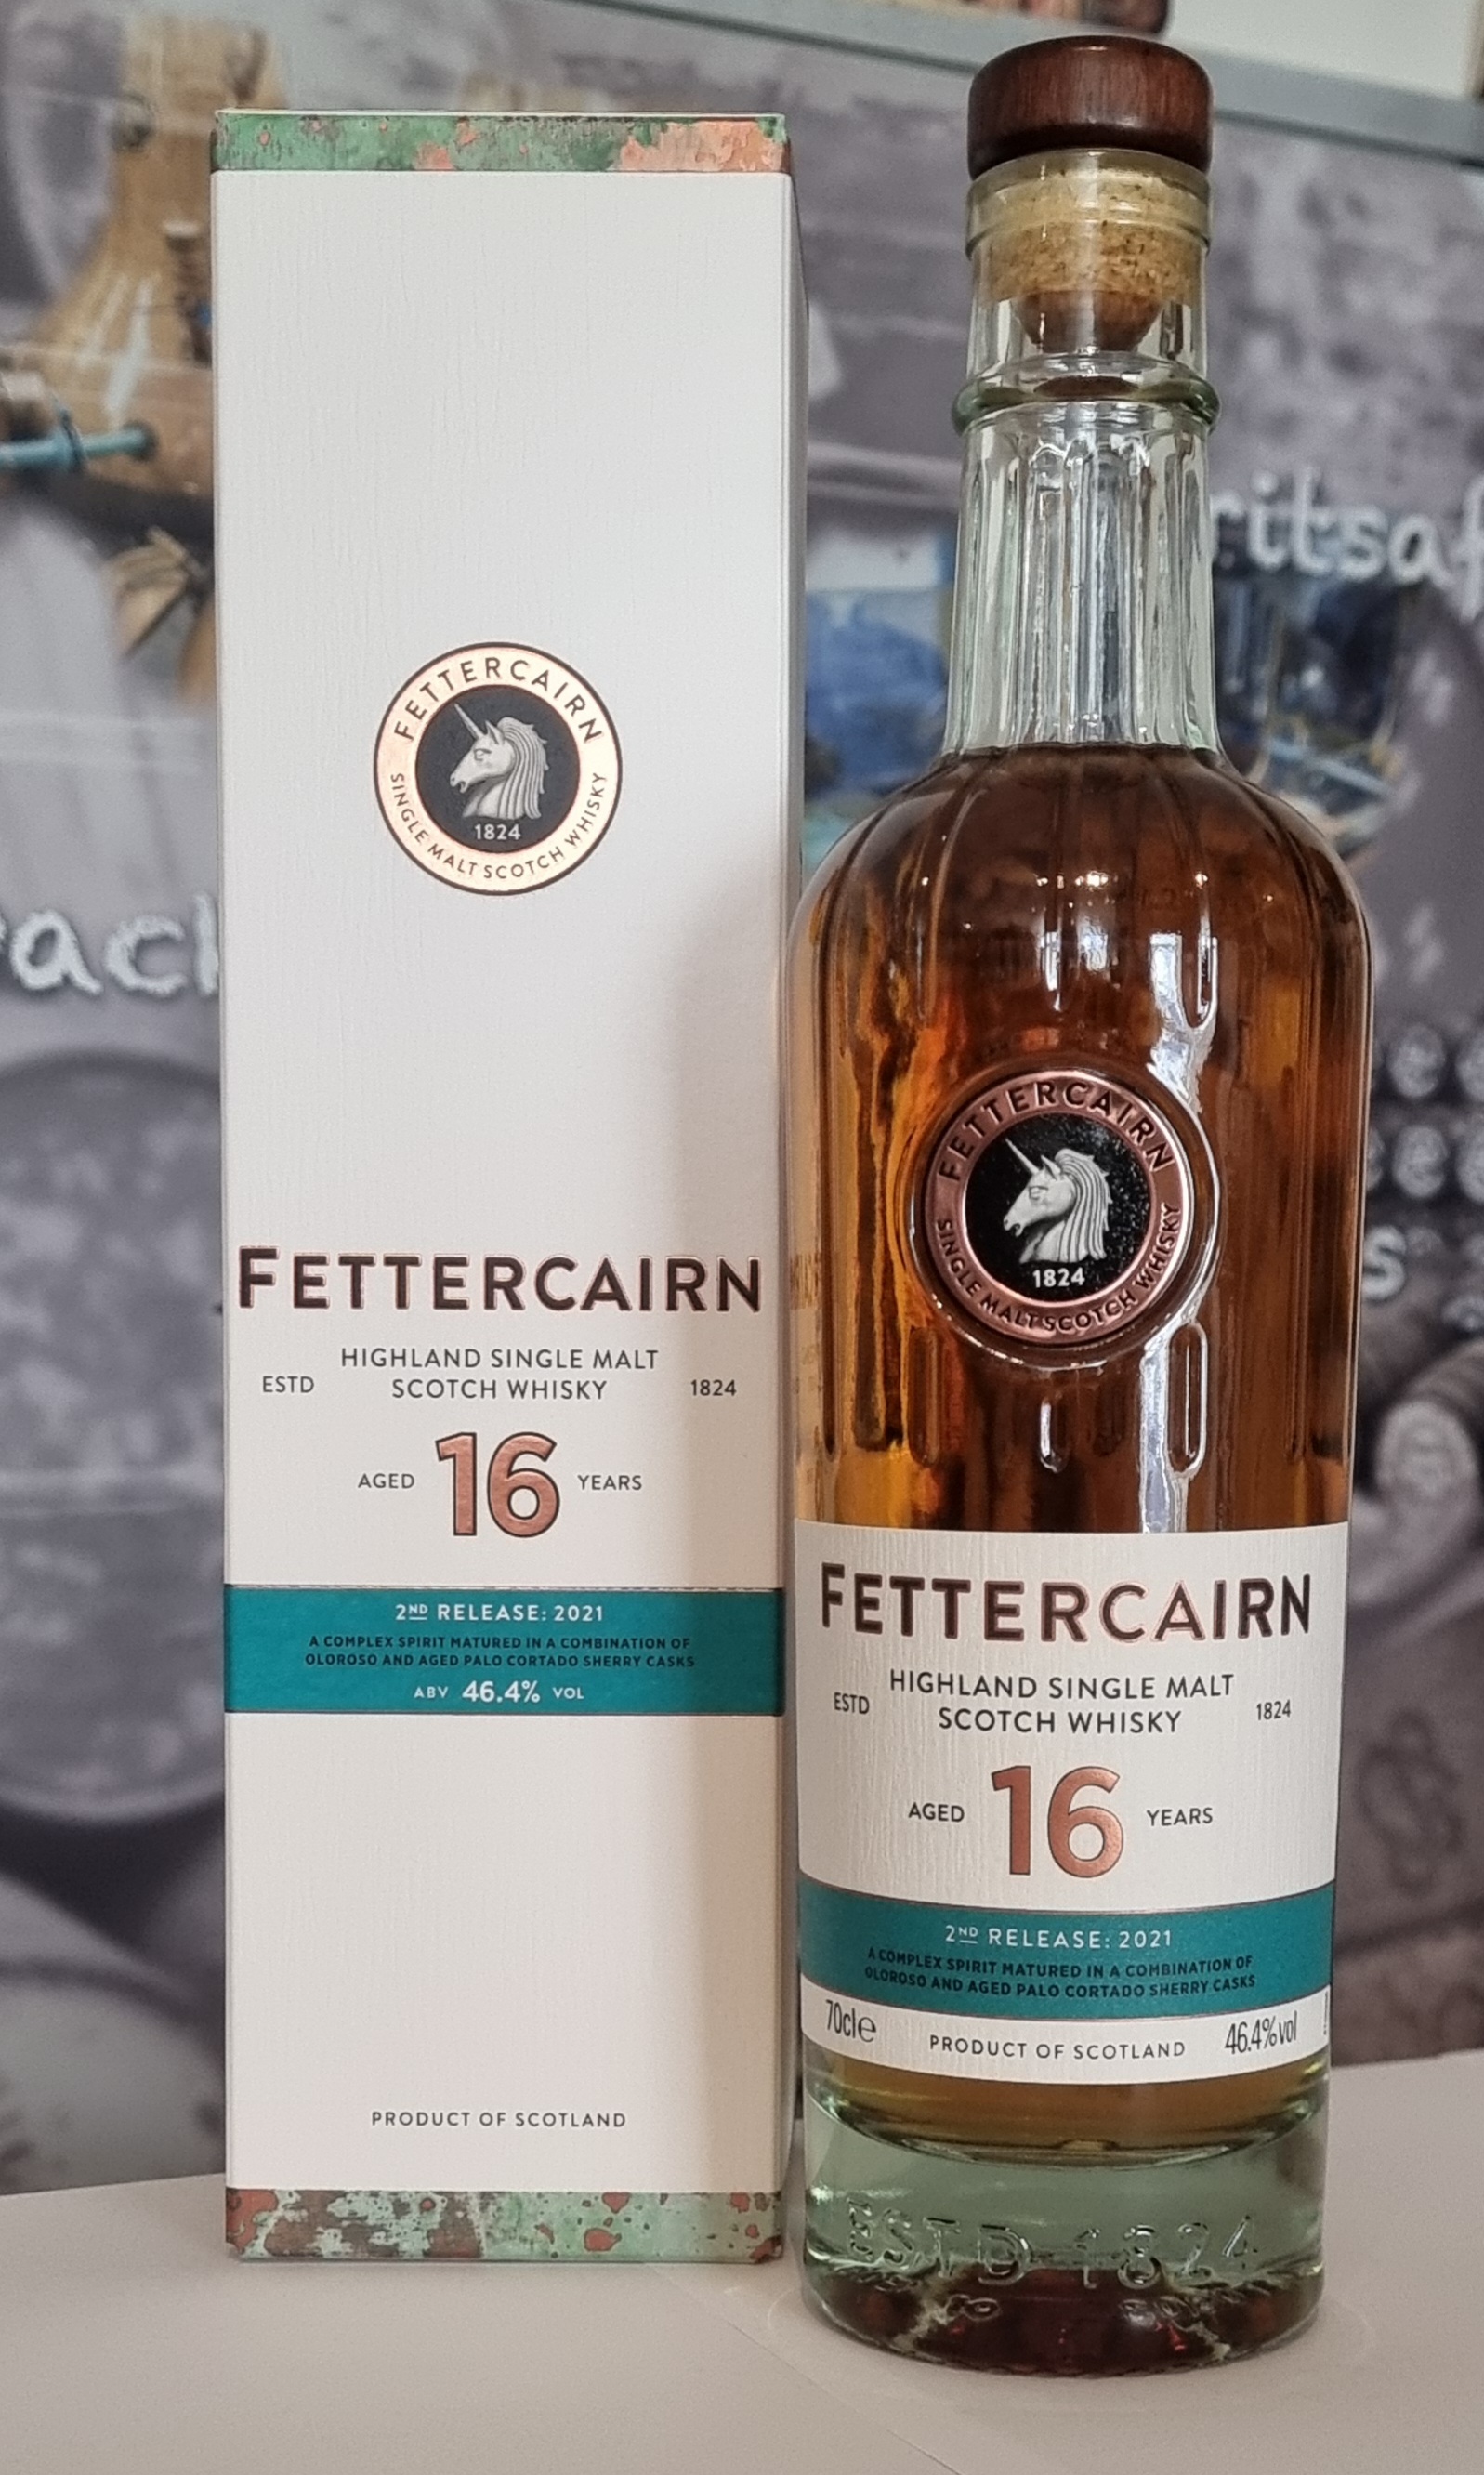 FETTERCAIRN
1824
SINGLE MALT SCOTCH WHISKY
FETTERCAIRN
HIGHLAND SINGLE MALT
ESTD SCOTCH WHISKY 1824
AGED 16 YEARS
2ND RELEASE: 2021
A COMPLEX SPIRIT MATURED IN A COMBINATION OF
OLOROSO AND AGED PALO CORTADO SHERRY CASKS
ABV 46.4% VOL
PRODUCT OF SCOTLAND
FETTERCAIRN
1824
SINGLE MALT SCOTCH WHISKY
FETTERCAIRN
HIGHLAND SINGLE MALT
ESTD SCOTCH WHISKY 1824
AGED 16 YEARS
2ND RELEASE: 2021
A COMPLEX SPIRIT MATURED IN A COMBINATION OF
OLOROSO AND AGED PALO CORTADO SHERRY CASKS
70cl℮ PRODUCT OF SCOTLAND 46.4%vol
ESTD 1824